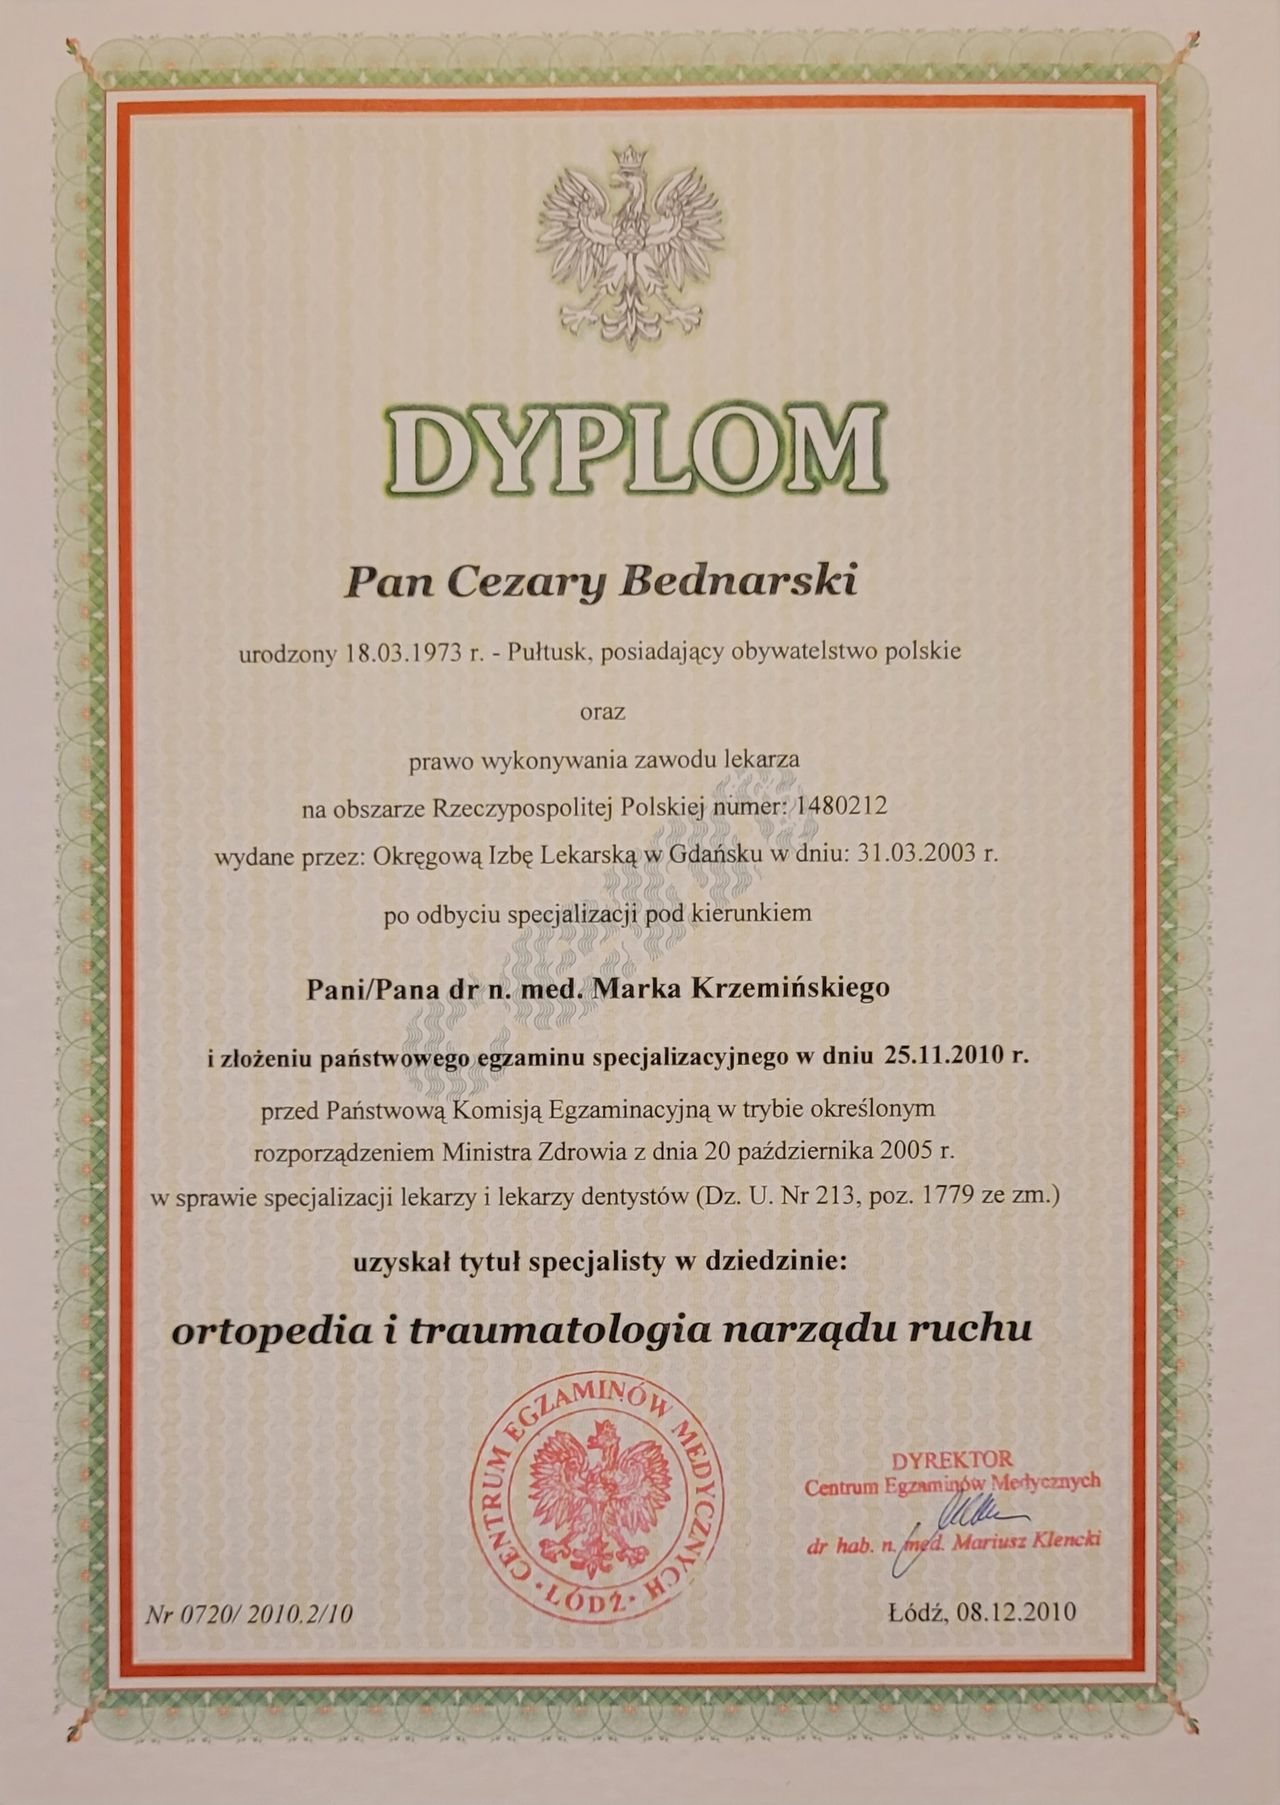 DYPLOM
Pan Cezary Bednarski
urodzony 18.03.1973 r. - Pułtusk, posiadający obywatelstwo polskie
oraz
prawo wykonywania zawodu lekarza
na obszarze Rzeczypospolitej Polskiej numer: 1480212
wydane przez: Okręgową Izbę Lekarską w Gdańsku w dniu: 31.03.2003 r.
po odbyciu specjalizacji pod kierunkiem
Pani/Pana dr n. med. Marka Krzemińskiego
i złożeniu państwowego egzaminu specjalizacyjnego w dniu 25.11.2010 r.
przed Państwową Komisją Egzaminacyjną w trybie określonym
rozporządzeniem Ministra Zdrowia z dnia 20 października 2005 r.
w sprawie specjalizacji lekarzy i lekarzy dentystów (Dz. U. Nr 213, poz. 1779 ze zm.)
uzyskał tytuł specjalisty w dziedzinie:
ortopedia i traumatologia narządu ruchu
CENTRUM EGZAMINÓW MEDYCZNYCH
· ŁÓDŹ ·
DYREKTOR
Centrum Egzaminów Medycznych
dr hab. n. med. Mariusz Klencki
Nr 0720/ 2010.2/10
Łódź, 08.12.2010